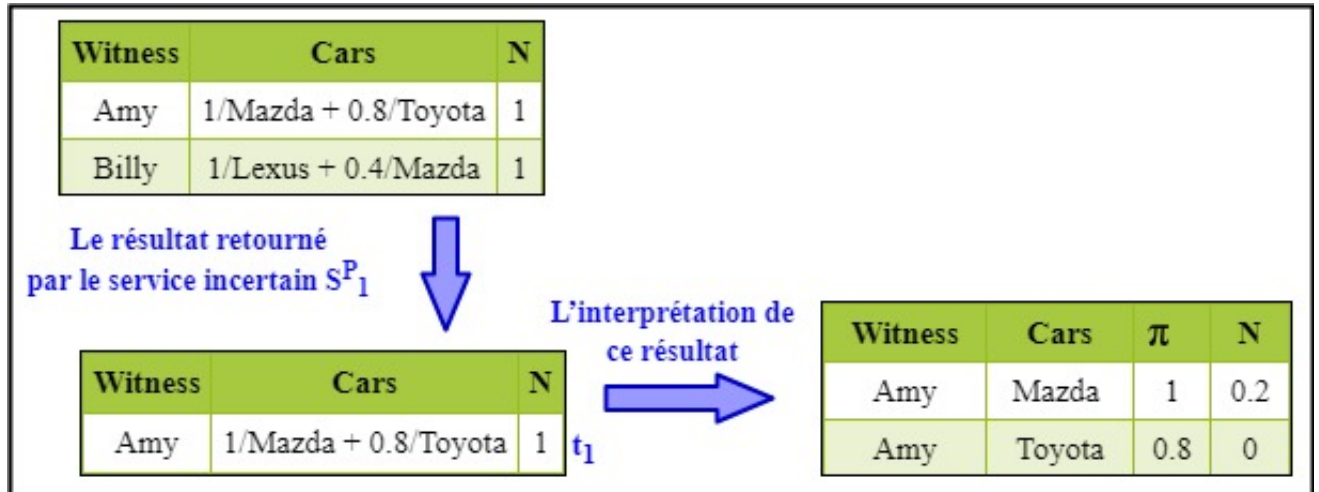 Witness Cars N
Amy 1/Mazda + 0.8/Toyota 1
Billy 1/Lexus + 0.4/Mazda 1
Le résultat retourné
par le service incertain S^P_1
L'interprétation de
ce résultat
Witness Cars N
Amy 1/Mazda + 0.8/Toyota 1 t_1
Witness Cars π N
Amy Mazda 1 0.2
Amy Toyota 0.8 0